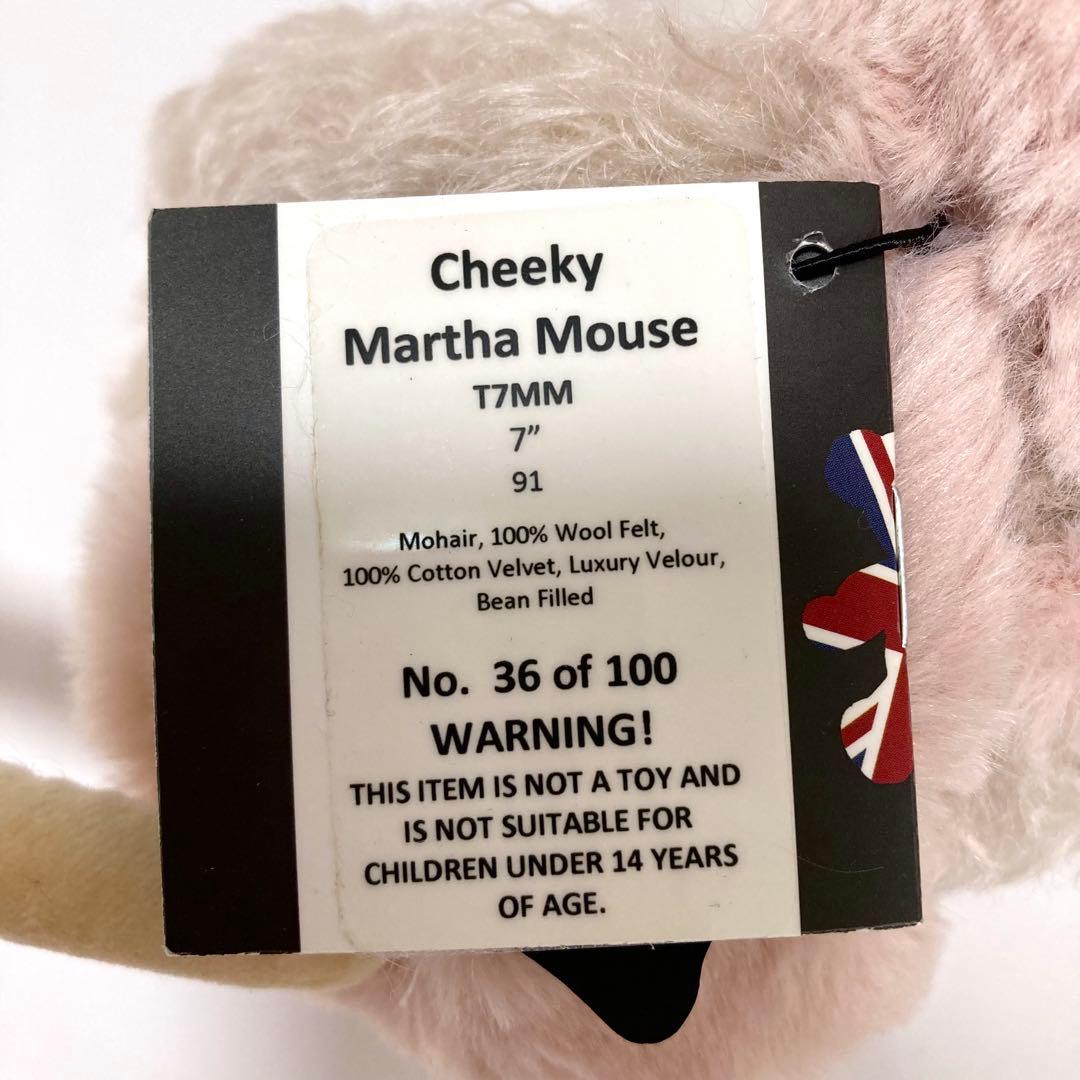 Cheeky
Martha Mouse
T7MM
7”
91
Mohair, 100% Wool Felt,
100% Cotton Velvet, Luxury Velour,
Bean Filled
No. 36 of 100
WARNING!
THIS ITEM IS NOT A TOY AND
IS NOT SUITABLE FOR
CHILDREN UNDER 14 YEARS
OF AGE.